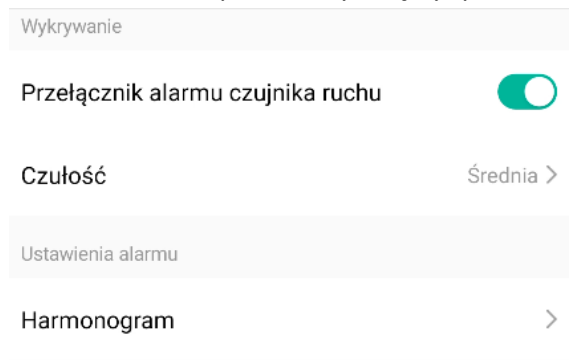 Wykrywanie
Przełącznik alarmu czujnika ruchu
Czułość Średnia >
Ustawienia alarmu
Harmonogram >